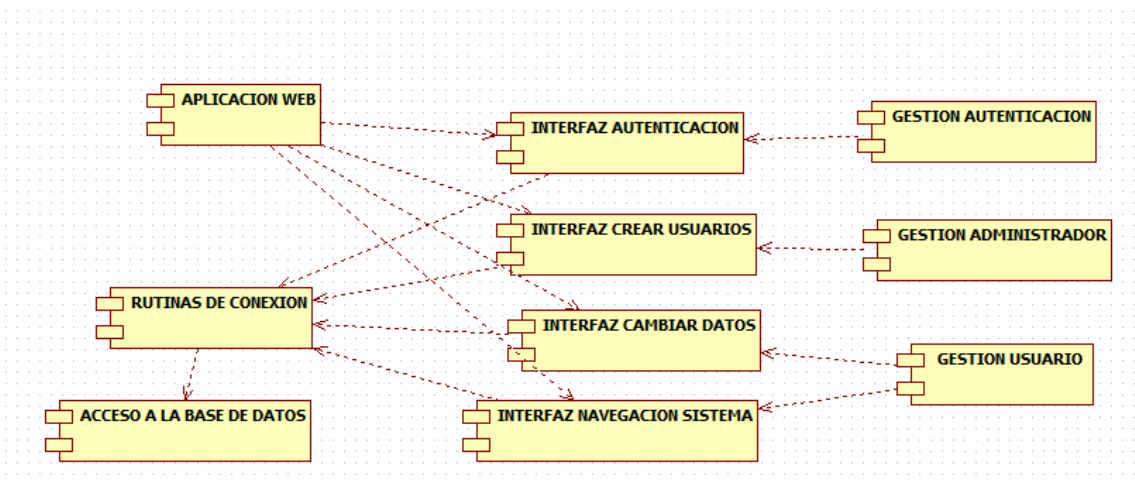 APLICACION WEB
INTERFAZ AUTENTICACION
GESTION AUTENTICACION
INTERFAZ CREAR USUARIOS
GESTION ADMINISTRADOR
RUTINAS DE CONEXION
INTERFAZ CAMBIAR DATOS
GESTION USUARIO
ACCESO A LA BASE DE DATOS
INTERFAZ NAVEGACION SISTEMA